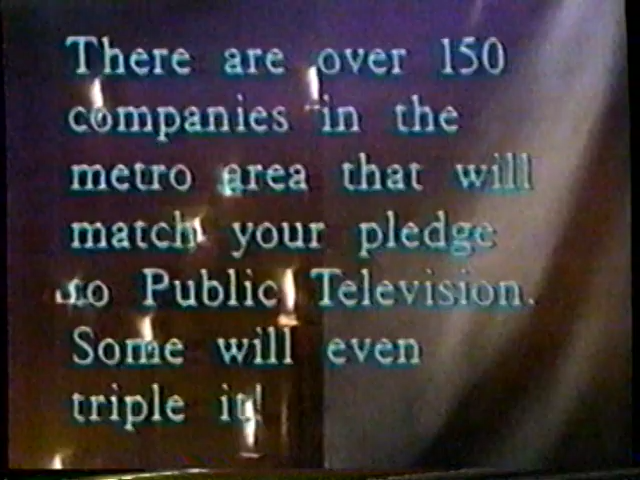 There are over 150
companies in the
metro area that will
match your pledge
to Public Television.
Some will even
triple it!